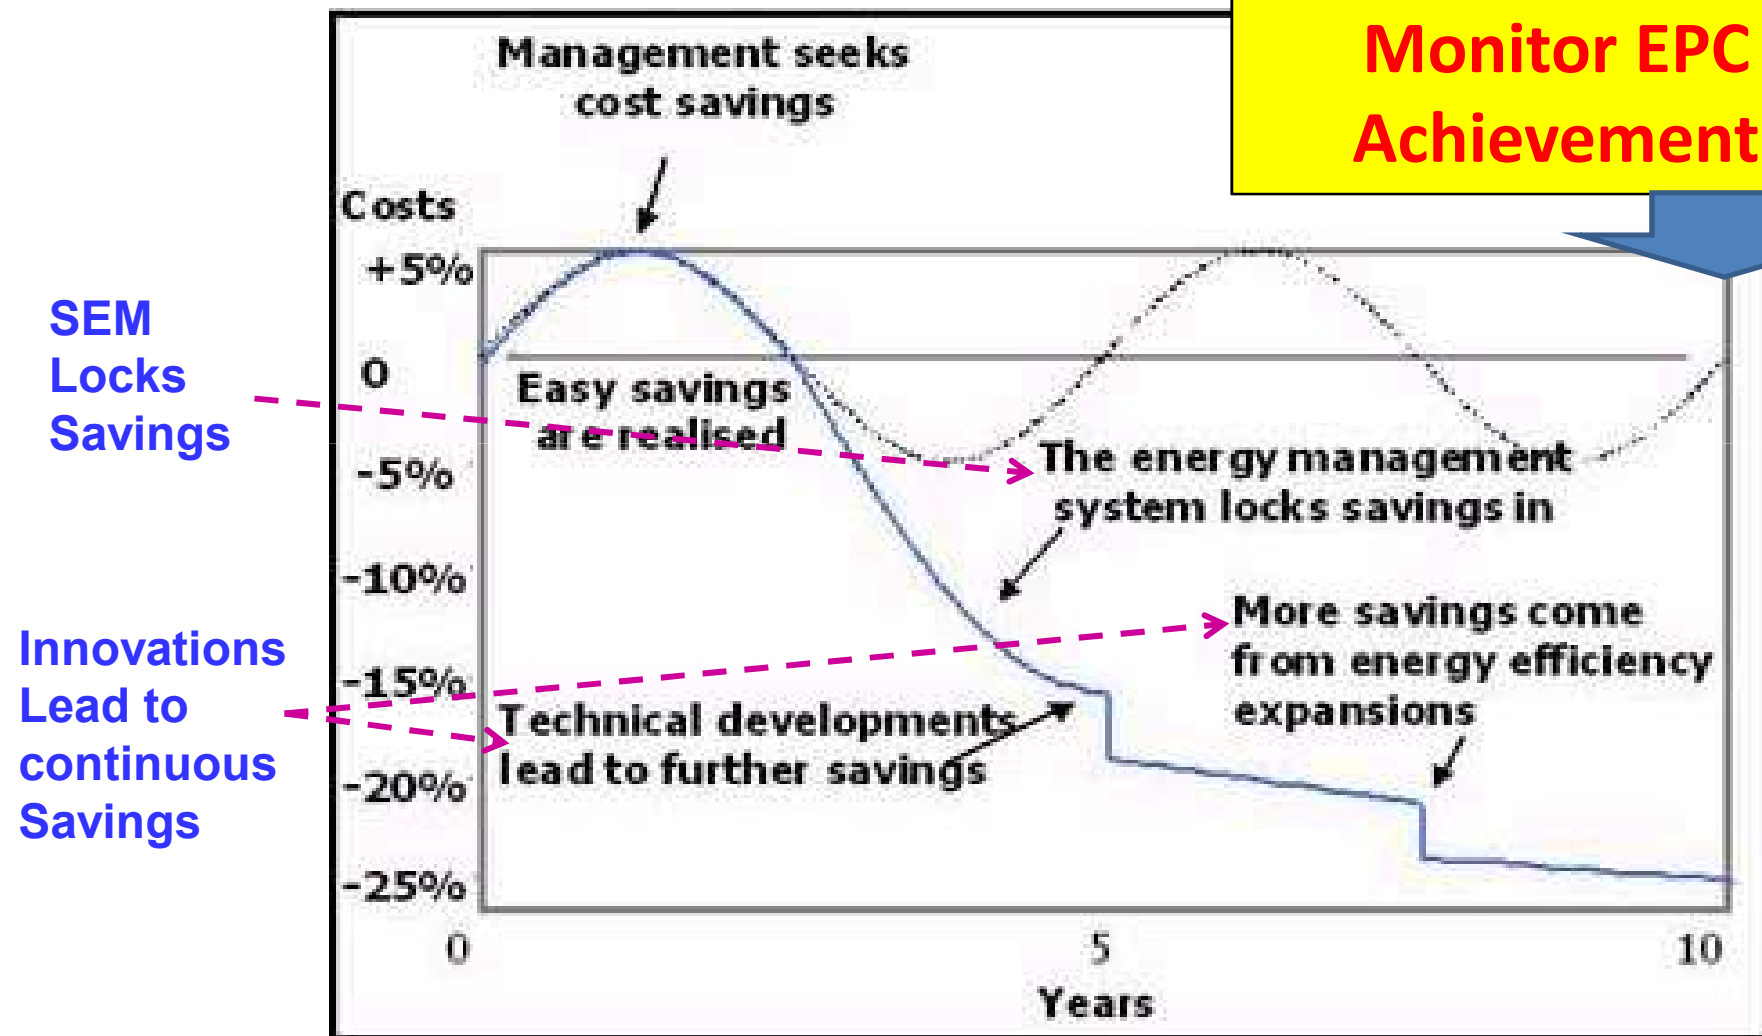 Monitor EPC
Achievement
Management seeks
cost savings
Costs
+5%
0
-5%
-10%
-15%
-20%
-25%
SEM
Locks
Savings
Easy savings
are realised
The energy management
system locks savings in
Innovations
Lead to
continuous
Savings
More savings come
from energy efficiency
expansions
Technical developments
lead to further savings
0
5
10
Years